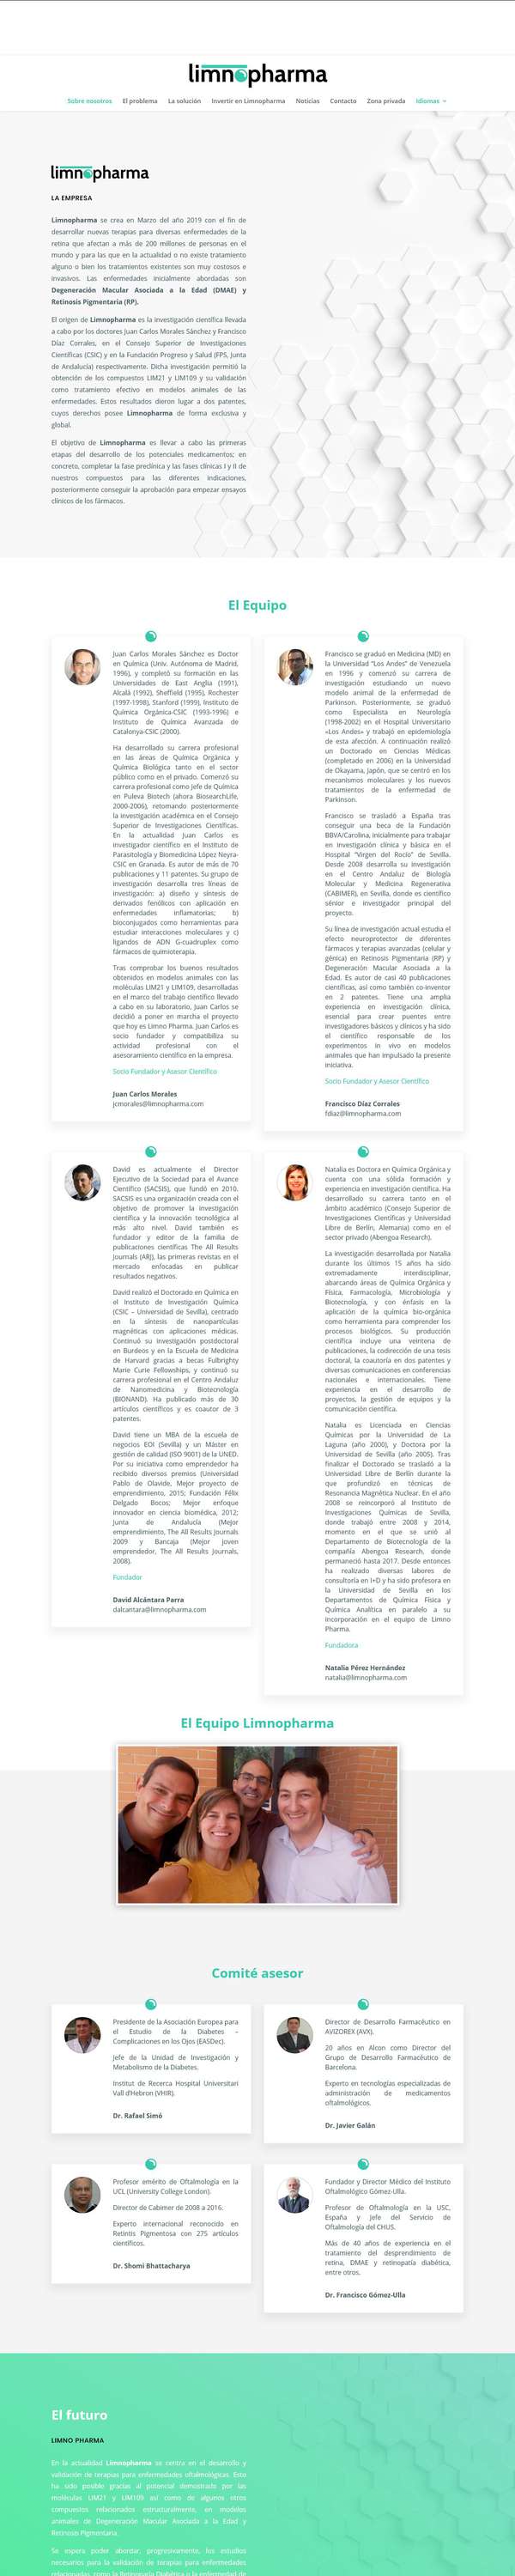 limnopharma
Sobre nosotros El problema La solución Invertir en Limnopharma Noticias Contacto Zona privada Idiomas
limnopharma
LA EMPRESA
Limnopharma se crea en Marzo del año 2019 con el fin de
desarrollar nuevas terapias para diversas enfermedades de la
retina que afectan a más de 200 millones de personas en el
mundo y para las que en la actualidad o no existe tratamiento
alguno o bien los tratamientos existentes son muy costosos e
invasivos. Las enfermedades inicialmente abordadas son
Degeneración Macular Asociada a la Edad (DMAE) y
Retinosis Pigmentaria (RP).
El origen de Limnopharma es la investigación científica llevada
a cabo por los doctores Juan Carlos Morales Sánchez y Francisco
Díaz Corrales, en el Consejo Superior de Investigaciones
Científicas (CSIC) y en la Fundación Progreso y Salud (FPS, Junta
de Andalucía) respectivamente. Dicha investigación permitió la
obtención de los compuestos LIM21 y LIM109 y su validación
como tratamiento efectivo en modelos animales de las
enfermedades. Estos resultados dieron lugar a dos patentes,
cuyos derechos posee Limnopharma de forma exclusiva y
global.
El objetivo de Limnopharma es llevar a cabo las primeras
etapas del desarrollo de los potenciales medicamentos; en
concreto, completar la fase preclínica y las fases clínicas I y II de
nuestros compuestos para las diferentes indicaciones,
posteriormente conseguir la aprobación para empezar ensayos
clínicos de los fármacos.
El Equipo
Juan Carlos Morales Sánchez es Doctor
en Química (Univ. Autónoma de Madrid,
1996), y completó su formación en las
Universidades de East Anglia (1991),
Alcalá (1992), Sheffield (1995), Rochester
(1997-1998), Stanford (1999), Instituto de
Química Orgánica-CSIC (1993-1996) e
Instituto de Química Avanzada de
Catalonya-CSIC (2000).
Ha desarrollado su carrera profesional
en las áreas de Química Orgánica y
Química Biológica tanto en el sector
público como en el privado. Comenzó su
carrera profesional como Jefe de Química
en Puleva Biotech (ahora BiosearchLife,
2000-2006), retomando posteriormente
la investigación académica en el Consejo
Superior de Investigaciones Científicas.
En la actualidad Juan Carlos es
investigador científico en el Instituto de
Parasitología y Biomedicina López Neyra-
CSIC en Granada. Es autor de más de 70
publicaciones y 11 patentes. Su grupo de
investigación desarrolla tres líneas de
investigación: a) diseño y síntesis de
derivados fenólicos con aplicación en
enfermedades inflamatorias; b)
bioconjugados como herramientas para
estudiar interacciones moleculares y c)
ligandos de ADN G-cuadruplex como
fármacos de quimioterapia.
Tras comprobar los buenos resultados
obtenidos en modelos animales con las
moléculas LIM21 y LIM109, desarrolladas
en el marco del trabajo científico llevado
a cabo en su laboratorio, Juan Carlos se
decidió a poner en marcha el proyecto
que hoy es Limno Pharma. Juan Carlos es
socio fundador y compatibiliza su
actividad profesional con el
asesoramiento científico en la empresa.
Socio Fundador y Asesor Científico
Juan Carlos Morales
jcmorales@limnopharma.com
Francisco se graduó en Medicina (MD) en
la Universidad "Los Andes" de Venezuela
en 1996 y comenzó su carrera de
investigación estudiando un nuevo
modelo animal de la enfermedad de
Parkinson. Posteriormente, se graduó
como Especialista en Neurología
(1998-2002) en el Hospital Universitario
«Los Andes» y trabajó en epidemiología
de esta afección. A continuación realizó
un Doctorado en Ciencias Médicas
(completado en 2006) en la Universidad
de Okayama, Japón, que se centró en los
mecanismos moleculares y los nuevos
tratamientos de la enfermedad de
Parkinson.
Francisco se trasladó a España tras
conseguir una beca de la Fundación
BBVA/Carolina, inicialmente para trabajar
en investigación clínica y básica en el
Hospital "Virgen del Rocío" de Sevilla.
Desde 2008 desarrolla su investigación
en el Centro Andaluz de Biología
Molecular y Medicina Regenerativa
(CABIMER), en Sevilla, donde es científico
sénior e investigador principal del
proyecto.
Su línea de investigación actual estudia el
efecto neuroprotector de diferentes
fármacos y terapias avanzadas (celular y
génica) en Retinosis Pigmentaria (RP) y
Degeneración Macular Asociada a la
Edad. Es autor de casi 40 publicaciones
científicas, así como también co-inventor
en 2 patentes. Tiene una amplia
experiencia en investigación clínica,
esencial para crear puentes entre
investigadores básicos y clínicos y ha sido
el científico responsable de los
experimentos in vivo en modelos
animales que han impulsado la presente
iniciativa.
Socio Fundador y Asesor Científico
Francisco Díaz Corrales
fdiaz@limnopharma.com
David es actualmente el Director
Ejecutivo de la Sociedad para el Avance
Científico (SACSIS), que fundó en 2010.
SACSIS es una organización creada con el
objetivo de promover la investigación
científica y la innovación tecnológica al
más alto nivel. David también es
fundador y editor de la familia de
publicaciones científicas The All Results
Journals (ARJ), las primeras revistas en el
mercado enfocadas en publicar
resultados negativos.
David realizó el Doctorado en Química en
el Instituto de Investigación Química
(CSIC – Universidad de Sevilla), centrado
en la síntesis de nanopartículas
magnéticas con aplicaciones médicas.
Continuó su Investigación postdoctoral
en Burdeos y en la Escuela de Medicina
de Harvard gracias a becas Fulbrighty
Marie Curie Fellowships, y continuó su
carrera profesional en el Centro Andaluz
de Nanomedicina y Biotecnología
(BIONAND). Ha publicado más de 30
artículos científicos y es coautor de 3
patentes.
David tiene un MBA de la escuela de
negocios EOI (Sevilla) y un Máster en
gestión de calidad (ISO 9001) de la UNED.
Por su iniciativa como emprendedor ha
recibido diversos premios (Universidad
Pablo de Olavide, Mejor proyecto de
emprendimiento, 2015; Fundación Félix
Delgado Bocos; Mejor enfoque
innovador en ciencia biomédica, 2012;
Junta de Andalucía (Mejor
emprendimiento, The All Results Journals
2009 y Bancaja (Mejor joven
emprendedor, The All Results Journals,
2008).
Fundador
David Alcántara Parra
dalcantara@limnopharma.com
Natalia es Doctora en Química Orgánica y
cuenta con una sólida formación y
experiencia en investigación científica. Ha
desarrollado su carrera tanto en el
ámbito académico (Consejo Superior de
Investigaciones Científicas y Universidad
Libre de Berlín, Alemania) como en el
sector privado (Abengoa Research).
La investigación desarrollada por Natalia
durante los últimos 15 años ha sido
extremadamente interdisciplinar,
abarcando áreas de Química Orgánica y
Física, Farmacología, Microbiología y
Biotecnología, y con énfasis en la
aplicación de la química bio-orgánica
como herramienta para comprender los
procesos biológicos. Su producción
científica incluye una veintena de
publicaciones, la codirección de una tesis
doctoral, la coautoría en dos patentes y
diversas comunicaciones en conferencias
nacionales e internacionales. Tiene
experiencia en el desarrollo de
proyectos, la gestión de equipos y la
comunicación científica.
Natalia es Licenciada en Ciencias
Químicas por la Universidad de La
Laguna (año 2000), y Doctora por la
Universidad de Sevilla (año 2005). Tras
finalizar el Doctorado se trasladó a la
Universidad Libre de Berlín durante la
que profundizó en técnicas de
Resonancia Magnética Nuclear. En el año
2008 se reincorporó al Instituto de
Investigaciones Químicas de Sevilla,
donde trabajó entre 2008 y 2014,
momento en el que se unió al
Departamento de Biotecnología de la
compañía Abengoa Research, donde
permaneció hasta 2017. Desde entonces
ha realizado diversas labores de
consultoría en I+D y ha sido profesora en
la Universidad de Sevilla en los
Departamentos de Química Física y
Química Analítica en paralelo a su
incorporación en el equipo de Limno
Pharma.
Fundadora
Natalia Pérez Hernández
natalia@limnopharma.com
El Equipo Limnopharma
Comité asesor
Presidente de la Asociación Europea para
el Estudio de la Diabetes –
Complicaciones en los Ojos (EASDec).
Jefe de la Unidad de Investigación y
Metabolismo de la Diabetes.
Institut de Recerca Hospital Universitari
Vall d'Hebron (VHIR).
Dr. Rafael Simó
Director de Desarrollo Farmacéutico en
AVIZOREX (AVX).
20 años en Alcon como Director del
Grupo de Desarrollo Farmacéutico de
Barcelona.
Experto en tecnologías especializadas de
administración de medicamentos
oftalmológicos.
Dr. Javier Galán
Profesor emérito de Oftalmología en la
UCL (University College London).
Director de Cabimer de 2008 a 2016.
Experto internacional reconocido en
Retintis Pigmentosa con 275 artículos
científicos.
Dr. Shomi Bhattacharya
Fundador y Director Médico del Instituto
Oftalmológico Gómez-Ulla.
Profesor de Oftalmología en la USC,
España y Jefe del Servicio de
Oftalmología del CHUS.
Más de 40 años de experiencia en el
tratamiento del desprendimiento de
retina, DMAE y retinopatía diabética,
entre otros.
Dr. Francisco Gómez-Ulla
El futuro
LIMNO PHARMA
En la actualidad Limnopharma se centra en el desarrollo y
validación de terapias para enfermedades oftalmológicas. Esto
ha sido posible gracias al potencial demostrado por las
moléculas LIM21 y LIM109 así como de algunos otros
compuestos relacionados estructuralmente, en modelos
animales de Degeneración Macular Asociada a la Edad y
Retinosis Pigmentaria.
Se espera poder abordar, progresivamente, los estudios
necesarios para la validación de terapias para enfermedades
relacionadas, como la Retinopatía Diabética o la enfermedad de